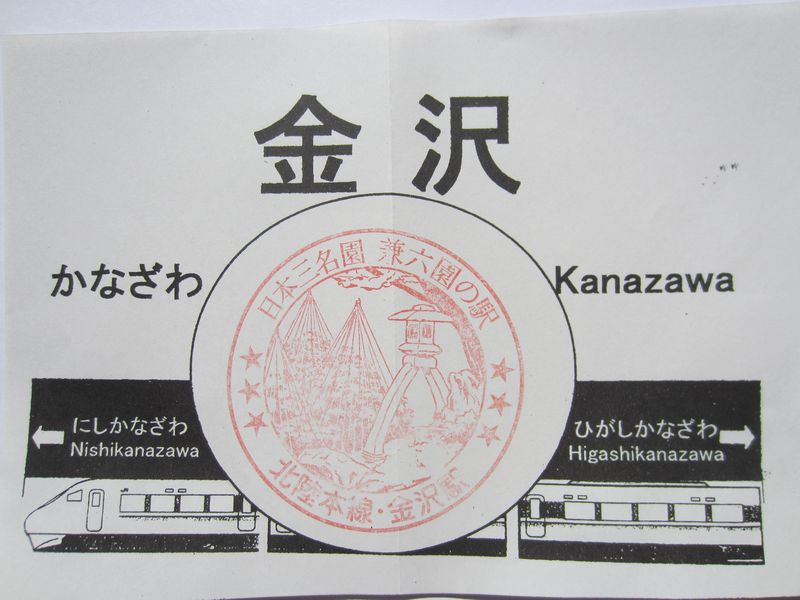 金沢
かなざわ
Kanazawa
日本三名園 兼六園の駅
北陸本線・金沢駅
にしかなざわ
Nishikanazawa
ひがしかなざわ
Higashikanazawa